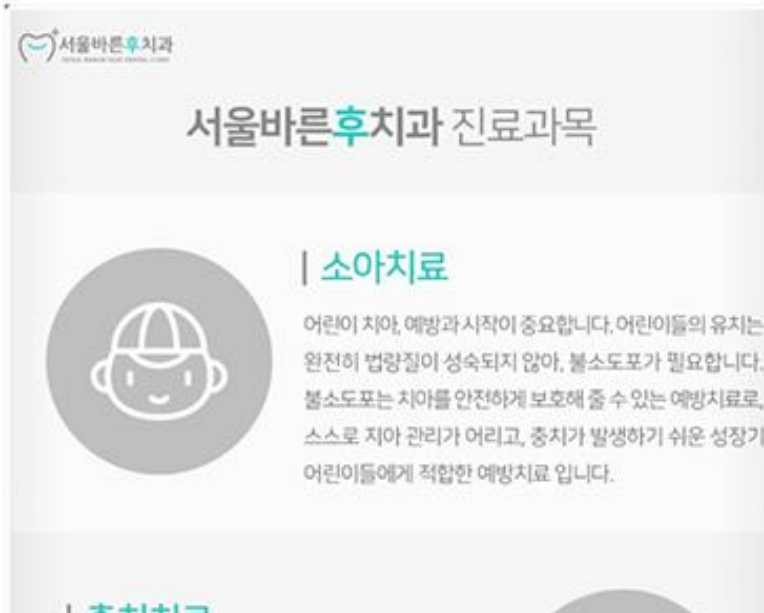 서울바른후치과
서울바른후치과 진료과목
| 소아치료
어린이 치아, 예방과 시작이 중요합니다. 어린이들의 유치는
완전히 법량질이 성숙되지 않아, 불소도포가 필요합니다.
불소도포는 치아를 안전하게 보호해 줄 수 있는 예방치료로,
스스로 지아 관리가 어리고, 충치가 발생하기 쉬운 성장기
어린이들에게 적합한 예방치료 입니다.